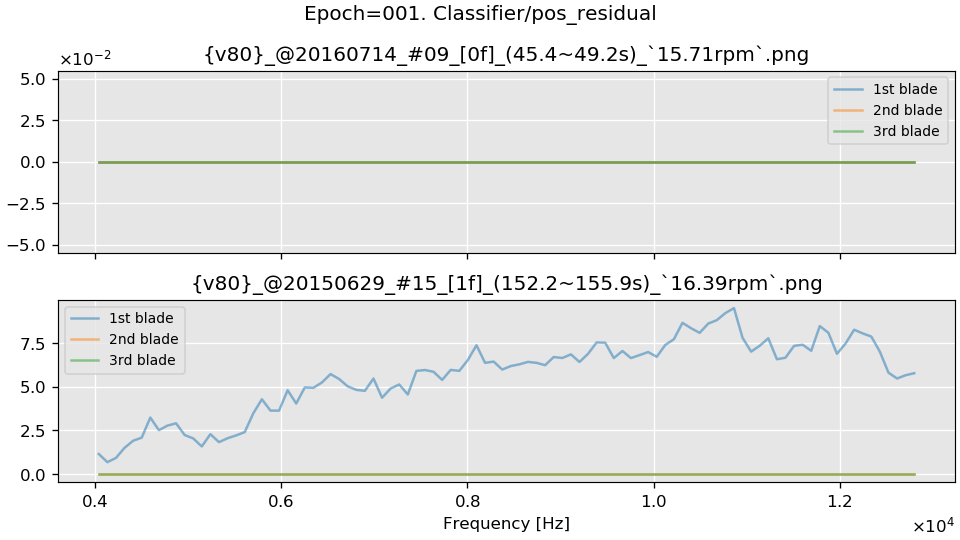 Epoch=001. Classifier/pos_residual
×10⁻²
{v80}_@20160714_#09_[0f]_(45.4~49.2s)_`15.71rpm`.png
5.0
2.5
0.0
−2.5
−5.0
1st blade
2nd blade
3rd blade
{v80}_@20150629_#15_[1f]_(152.2~155.9s)_`16.39rpm`.png
1st blade
2nd blade
3rd blade
7.5
5.0
2.5
0.0
0.4 0.6 0.8 1.0 1.2
Frequency [Hz]
×10⁴